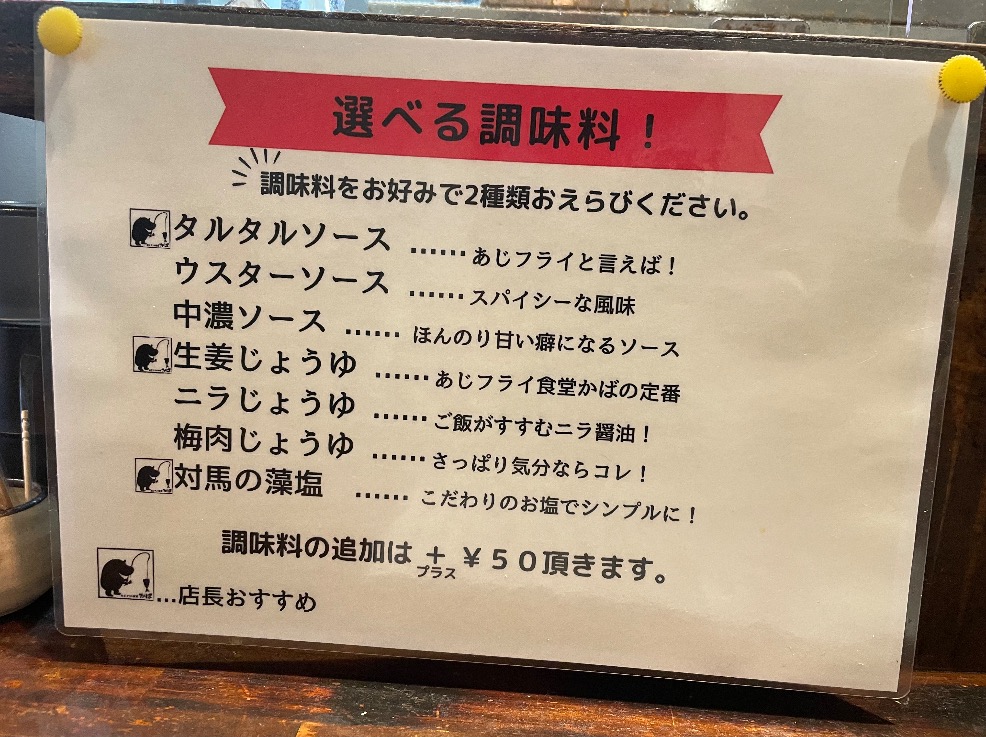 選べる調味料！
調味料をお好みで2種類おえらびください。
タルタルソース ……あじフライと言えば！
ウスターソース ……スパイシーな風味
中濃ソース …… ほんのり甘い癖になるソース
生姜じょうゆ ……あじフライ食堂かばの定番
ニラじょうゆ ……ご飯がすすむニラ醤油！
梅肉じょうゆ ……さっぱり気分ならコレ！
対馬の藻塩 …… こだわりのお塩でシンプルに！
調味料の追加は＋￥５０頂きます。
プラス
…店長おすすめ